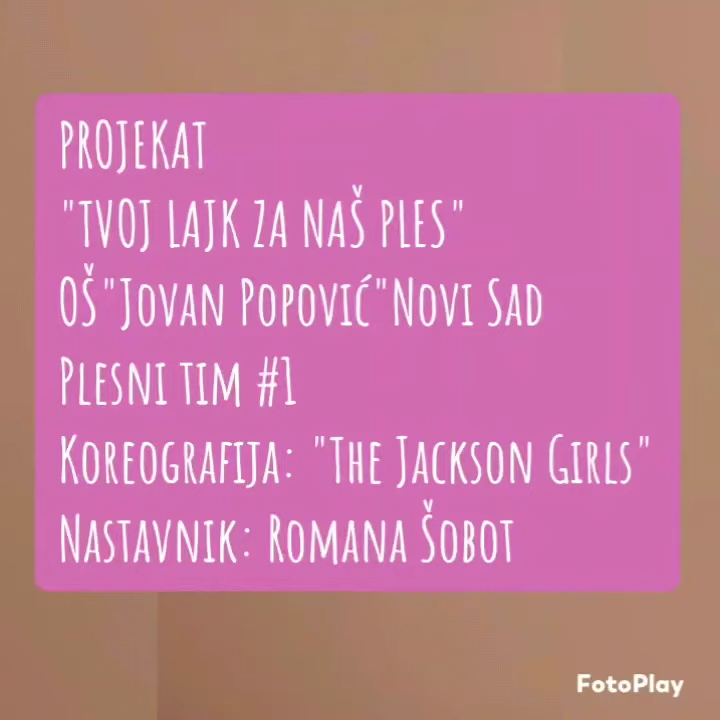 PROJEKAT
"TVOJ LAJK ZA NAŠ PLES"
OŠ"JOVAN POPOVIĆ"NOVI SAD
PLESNI TIM #1
KOREOGRAFIJA: "THE JACKSON GIRLS"
NASTAVNIK: ROMANA ŠOBOT
FotoPlay